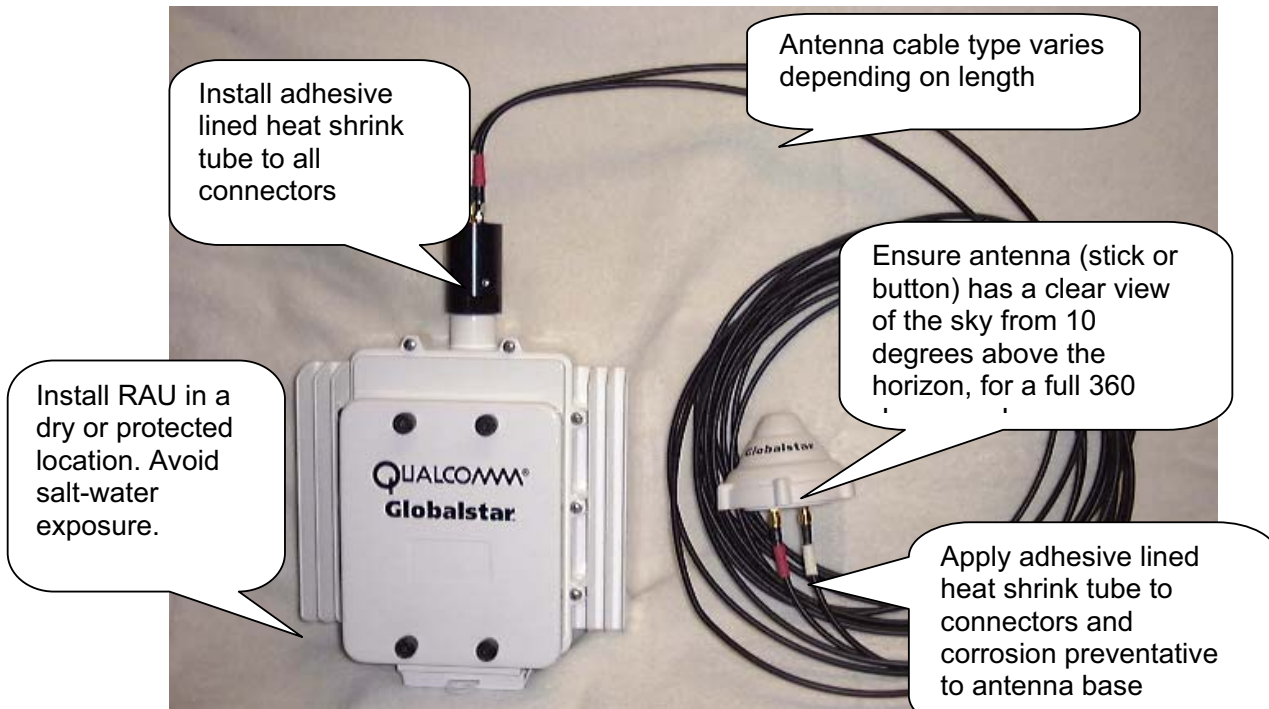 Antenna cable type varies
depending on length
Install adhesive
lined heat shrink
tube to all
connectors
Ensure antenna (stick or
button) has a clear view
of the sky from 10
degrees above the
horizon, for a full 360
Install RAU in a
dry or protected
location. Avoid
salt-water
exposure.
QUALCOMM®
Globalstar
Globalstar
Apply adhesive lined
heat shrink tube to
connectors and
corrosion preventative
to antenna base